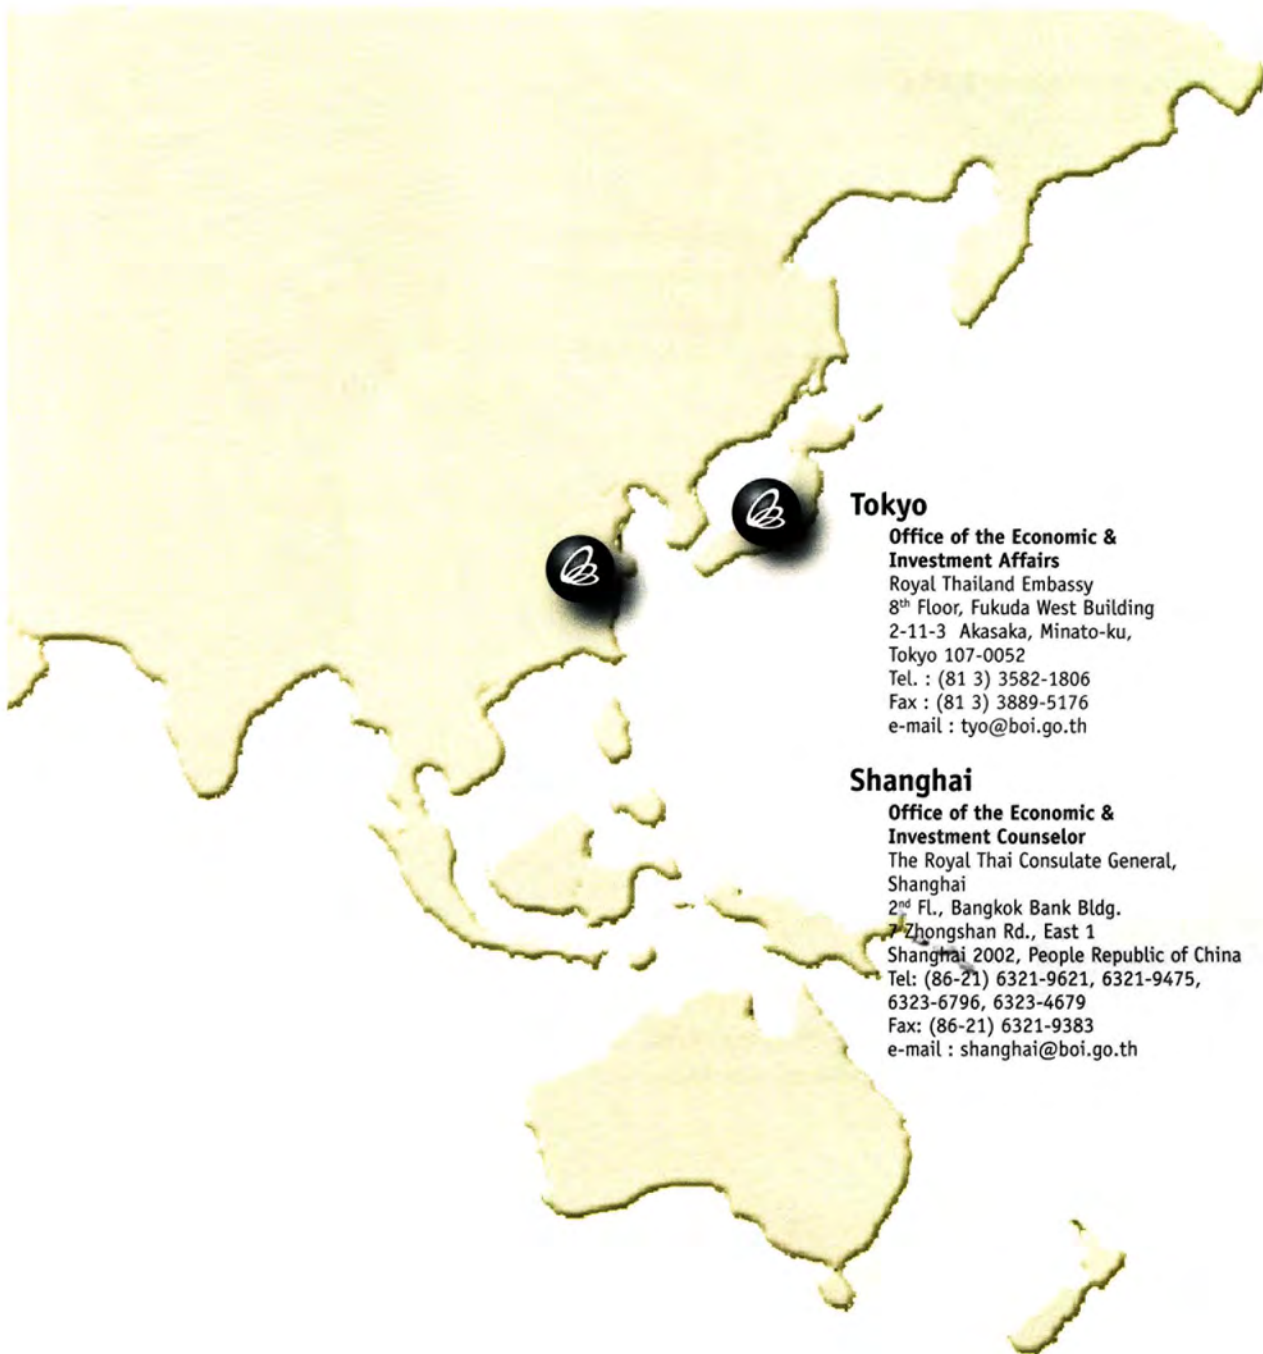 Tokyo
Office of the Economic &
Investment Affairs
Royal Thailand Embassy
8th Floor, Fukuda West Building
2-11-3 Akasaka, Minato-ku,
Tokyo 107-0052
Tel. : (81 3) 3582-1806
Fax : (81 3) 3889-5176
e-mail : tyo@boi.go.th
Shanghai
Office of the Economic &
Investment Counselor
The Royal Thai Consulate General,
Shanghai
2nd Fl., Bangkok Bank Bldg.
7 Zhongshan Rd., East 1
Shanghai 2002, People Republic of China
Tel: (86-21) 6321-9621, 6321-9475,
6323-6796, 6323-4679
Fax: (86-21) 6321-9383
e-mail : shanghai@boi.go.th